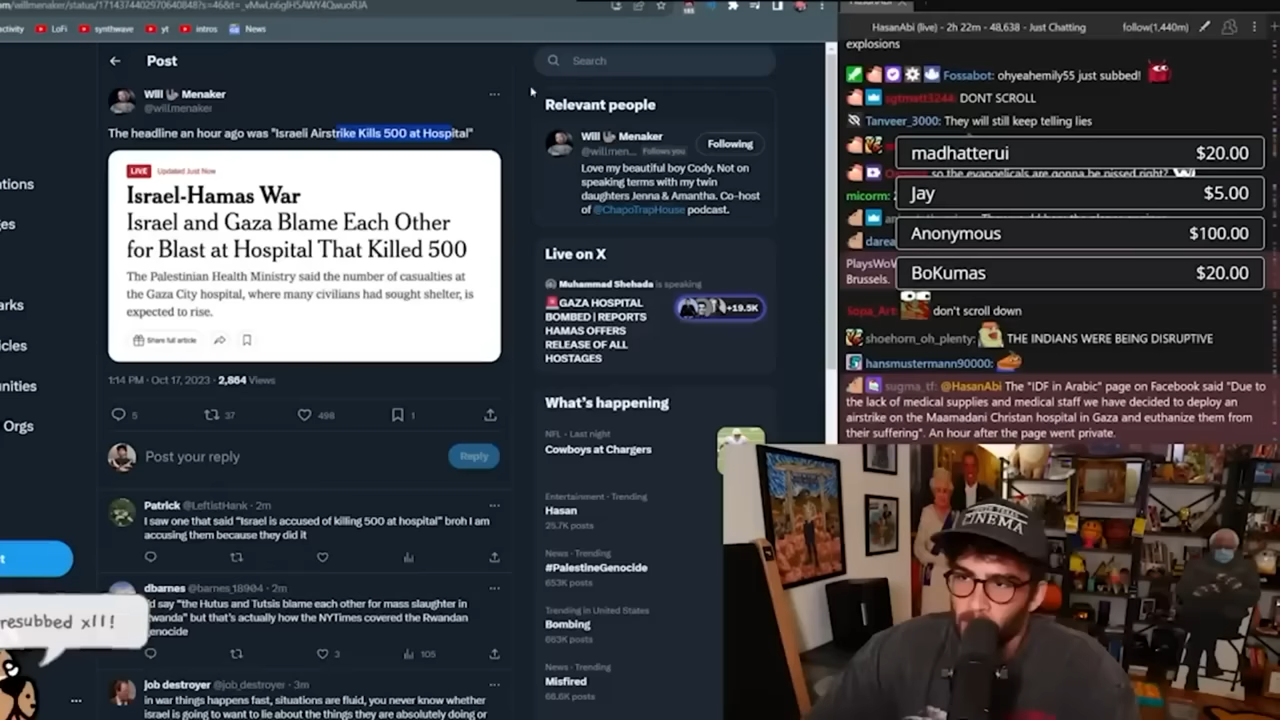 om/willmenaker/status/1714374402970640818?s=46&t=_vMwLn6gIH5AWY4QwuoRJA
ctivity
LoFi
synthwave
yt
intros
News
Post
Will Menaker
@willmenaker
The headline an hour ago was "Israeli Airstrike Kills 500 at Hospital"
LIVE Updated Just Now
Israel-Hamas War
Israel and Gaza Blame Each Other
for Blast at Hospital That Killed 500
The Palestinian Health Ministry said the number of casualties at
the Gaza City hospital, where many civilians had sought shelter, is
expected to rise.
Share full article
1:14 PM · Oct 17, 2023 · 2,864 Views
5
37
498
1
Post your reply
Reply
Patrick @LeftistHank · 2m
I saw one that said "Israel is accused of killing 500 at hospital" broh I am
accusing them because they did it
dbarnes @barnes_18904 · 2m
d say "the Hutus and Tutsis blame each other for mass slaughter in
wanda" but that's actually how the NYTimes covered the Rwandan
genocide
3
105
job destroyer @job_destroyer · 3m
in war things happen fast, situations are fluid, you never know whether
israel is going to want to lie about the things they are absolutely doing or
ations
es
arks
icles
unities
Orgs
t
resubbed x11!
Search
Relevant people
Will Menaker
@willmen... Follows you
Following
Love my beautiful boy Cody. Not on
speaking terms with my twin
daughters Jenna & Amantha. Co-host
of @ChapoTrapHouse podcast.
Live on X
Muhammad Shehada is speaking
GAZA HOSPITAL
BOMBED | REPORTS
HAMAS OFFERS
RELEASE OF ALL
HOSTAGES
+19.5K
What's happening
NFL · Last night
Cowboys at Chargers
Entertainment · Trending
Hasan
25.7K posts
News · Trending
#PalestineGenocide
653K posts
Trending in United States
Bombing
663K posts
News · Trending
Misfired
66.6K posts
HasanAbi (live) - 2h 22m - 48,638 - Just Chatting
follow(1,440m)
explosions
Fossabot: ohyeahemily55 just subbed!
sgtmatt3244 DONT SCROLL
Tanveer_3000: They will still keep telling lies
madhatterui $20.00
so the evangelicals are gonna be pissed right?
Jay $5.00
micorm:
Anonymous $100.00
darea
PlaysWoW
Brussels.
BoKumas $20.00
Sopa_Art: don't scroll down
shoehorn_oh_plenty: THE INDIANS WERE BEING DISRUPTIVE
hansmustermann90000:
sugma_tf: @HasanAbi The "IDF in Arabic" page on Facebook said "Due to
the lack of medical supplies and medical staff we have decided to deploy an
airstrike on the Maamadani Christan hospital in Gaza and euthanize them from
their suffering". An hour after the page went private.
CINEMA